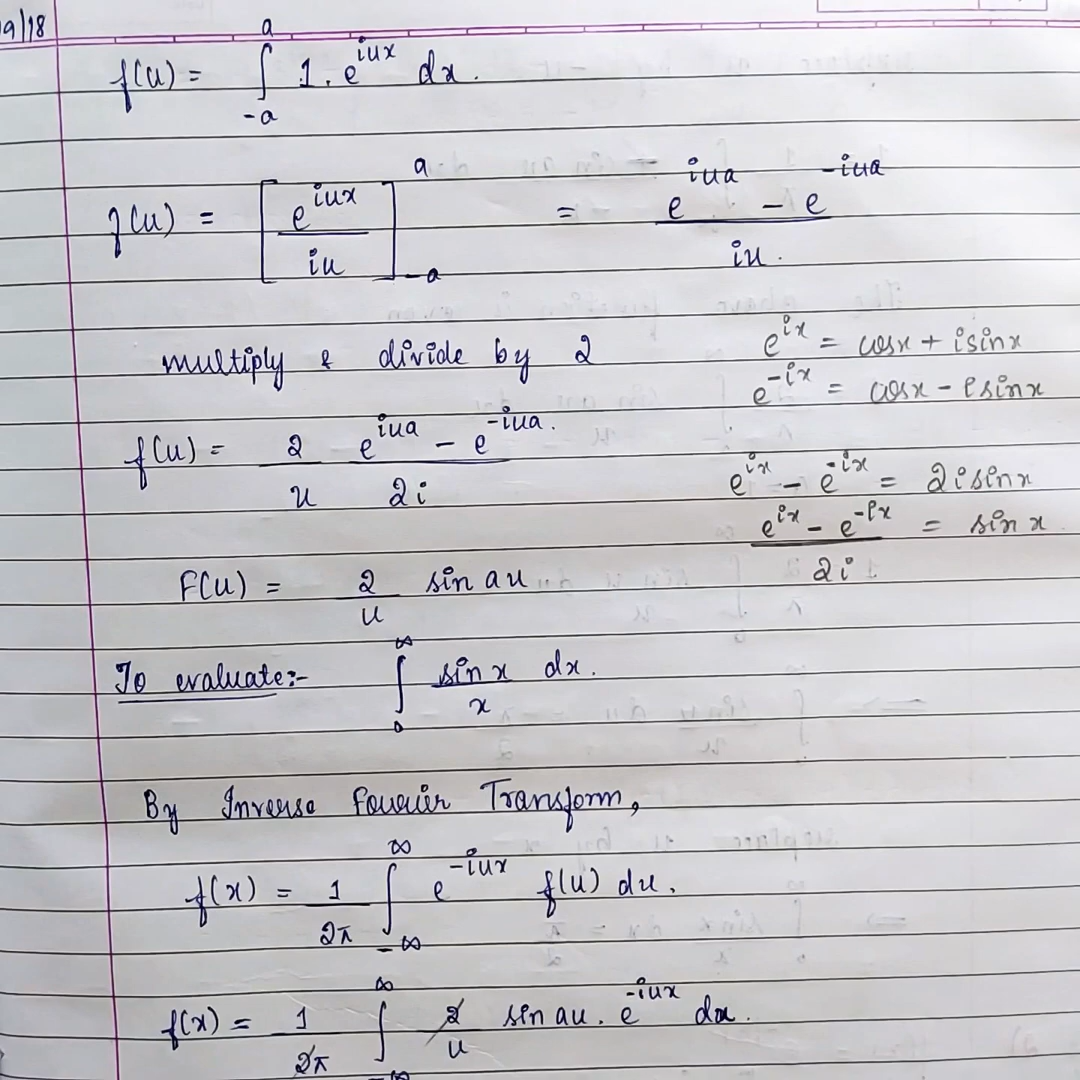 9/18
f(u) = ∫_{-a}^{a} 1. e^{iux} dx.
f(u) = [e^{iux} / iu]_{-a}^{a} = (e^{iua} - e^{-iua}) / iu.
multiply & divide by 2
e^{ix} = cosx + isinx
e^{-ix} = cosx - isinx
f(u) = 2/u (e^{iua} - e^{-iua}.) / 2i
e^{ix} - e^{-ix} = 2isinx
(e^{ix} - e^{-ix}) / 2i = sin x
F(u) = 2/u sin au
To evaluate:- ∫_{0}^{∞} sin x / x dx.
By Inverse Fourier Transform,
f(x) = 1/2π ∫_{-∞}^{∞} e^{-iux} f(u) du.
f(x) = 1/2π ∫_{-∞}^{∞} 2/u sin au. e^{-iux} du.